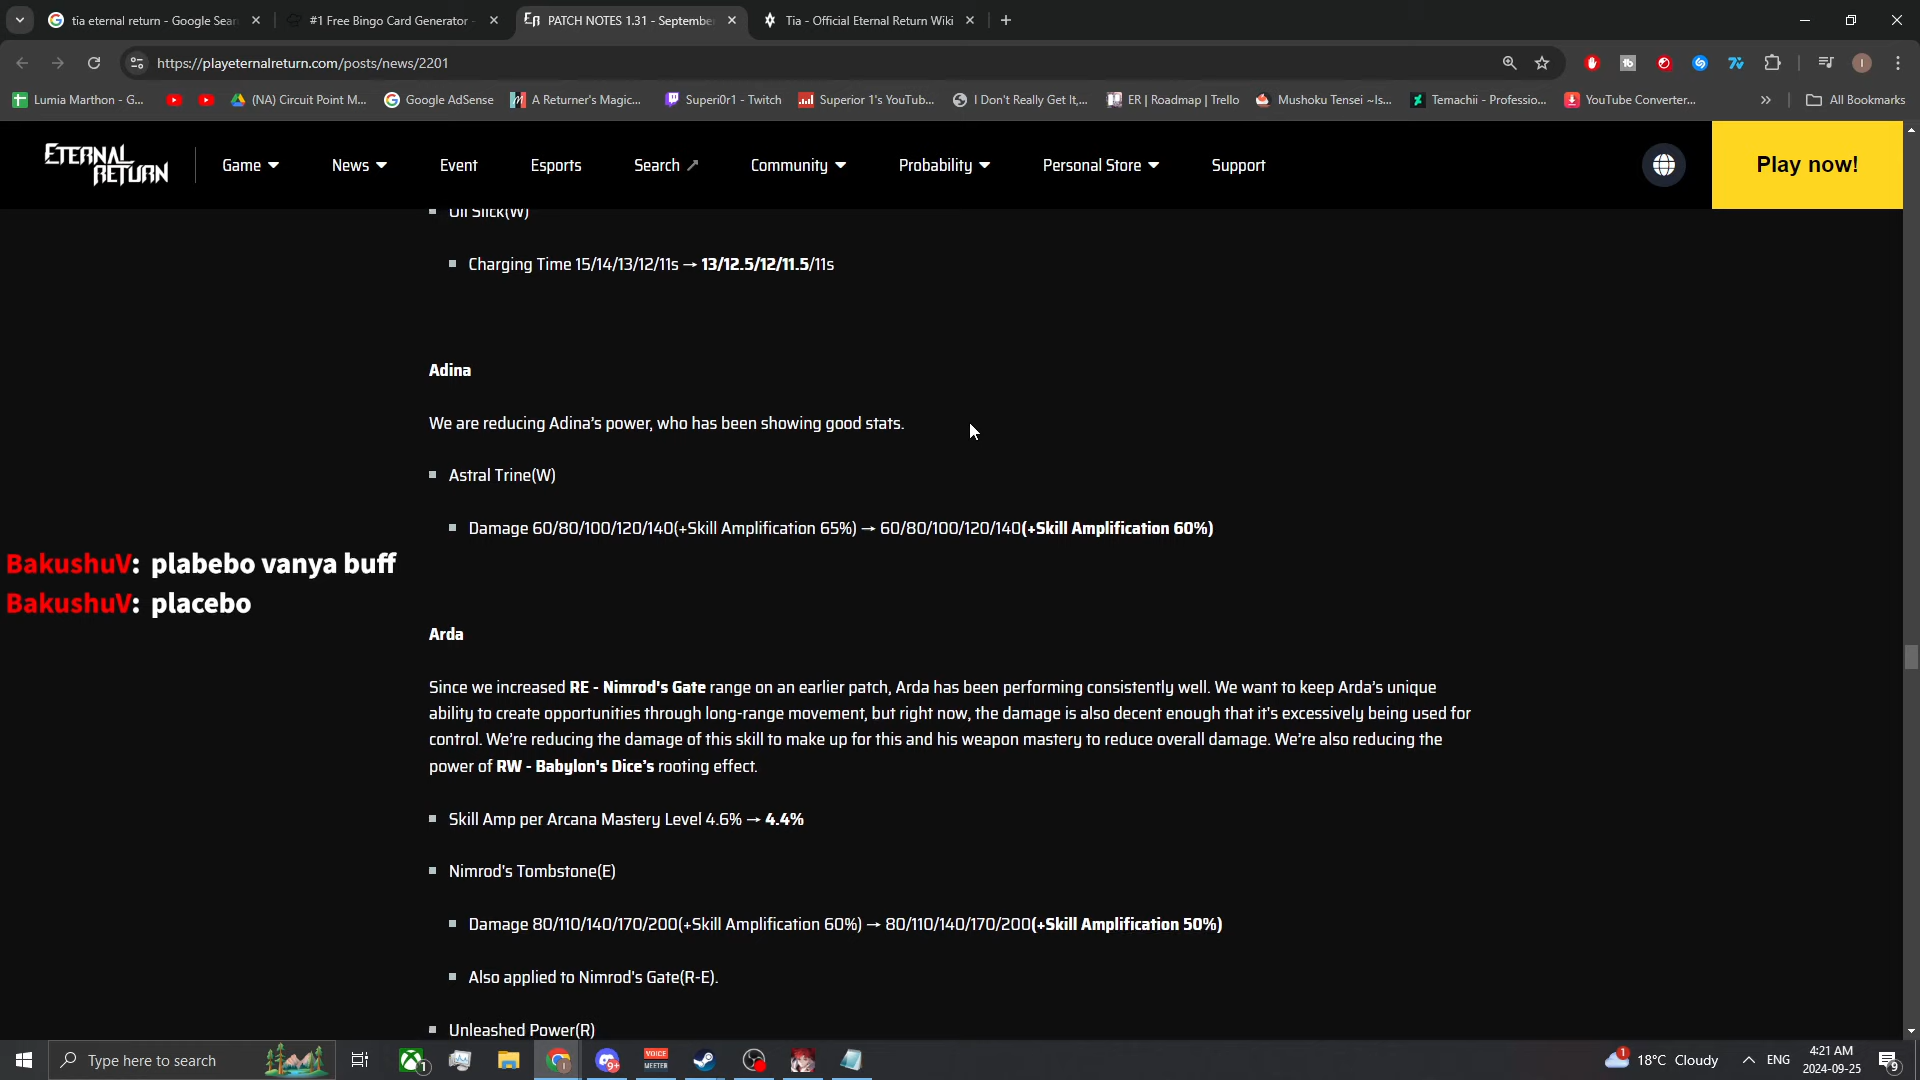 tia eternal return - Google Sear
#1 Free Bingo Card Generator -
PATCH NOTES 1.31 - September
Tia - Official Eternal Return Wiki
https://playeternalreturn.com/posts/news/2201
Lumia Marthon - G...
(NA) Circuit Point M...
Google AdSense
A Returner's Magic...
Superi0r1 - Twitch
Superior 1's YouTub...
I Don't Really Get It,...
ER | Roadmap | Trello
Mushoku Tensei ~Is...
Temachii - Professio...
YouTube Converter...
All Bookmarks
ETERNAL RETURN
Game
News
Event
Esports
Search
Community
Probability
Personal Store
Support
Play now!
Oil Slick(W)
Charging Time 15/14/13/12/11s → 13/12.5/12/11.5/11s
Adina
We are reducing Adina's power, who has been showing good stats.
Astral Trine(W)
Damage 60/80/100/120/140(+Skill Amplification 65%) → 60/80/100/120/140(+Skill Amplification 60%)
BakushuV: plabebo vanya buff
BakushuV: placebo
Arda
Since we increased RE - Nimrod's Gate range on an earlier patch, Arda has been performing consistently well. We want to keep Arda's unique
ability to create opportunities through long-range movement, but right now, the damage is also decent enough that it's excessively being used for
control. We're reducing the damage of this skill to make up for this and his weapon mastery to reduce overall damage. We're also reducing the
power of RW - Babylon's Dice's rooting effect.
Skill Amp per Arcana Mastery Level 4.6% → 4.4%
Nimrod's Tombstone(E)
Damage 80/110/140/170/200(+Skill Amplification 60%) → 80/110/140/170/200(+Skill Amplification 50%)
Also applied to Nimrod's Gate(R-E).
Unleashed Power(R)
Type here to search
VOICE
MEETER
9+
18°C Cloudy
ENG
4:21 AM
2024-09-25